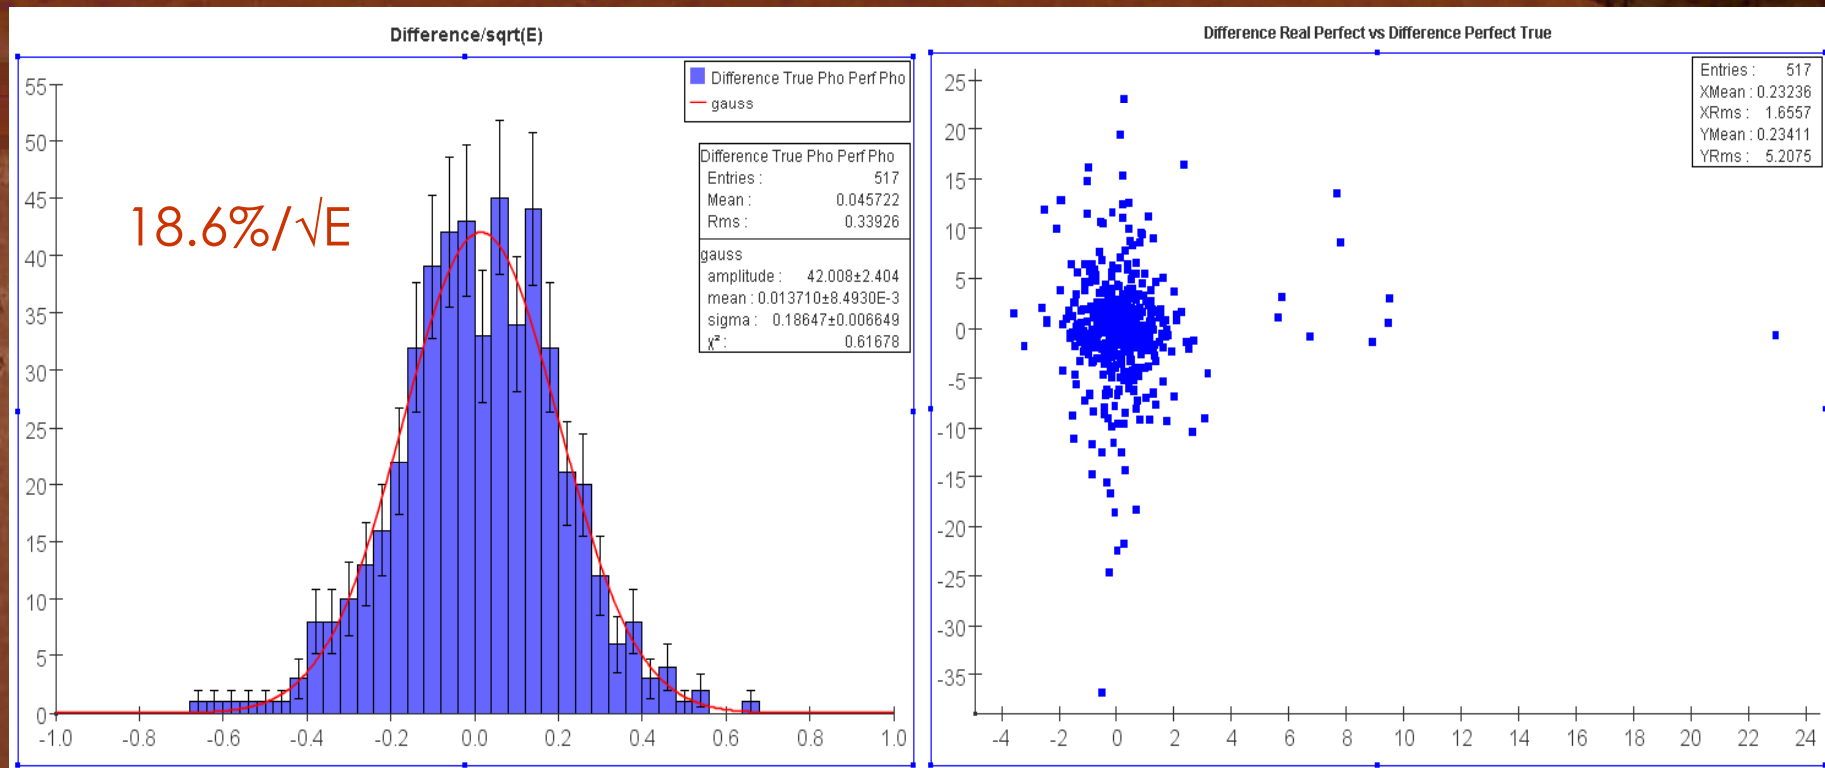 Difference/sqrt(E)
Difference True Pho Perf Pho
gauss
Difference True Pho Perf Pho
Entries : 517
Mean : 0.045722
Rms : 0.33926
gauss
amplitude : 42.008±2.404
mean : 0.013710±8.4930E-3
sigma : 0.18647±0.006649
χ² : 0.61678
18.6%/√E
55
50
45
40
35
30
25
20
15
10
5
0
-1.0 -0.8 -0.6 -0.4 -0.2 0.0 0.2 0.4 0.6 0.8 1.0
Difference Real Perfect vs Difference Perfect True
Entries : 517
XMean : 0.23236
XRms : 1.6557
YMean : 0.23411
YRms : 5.2075
25
20
15
10
5
0
-5
-10
-15
-20
-25
-30
-35
-4 -2 0 2 4 6 8 10 12 14 16 18 20 22 24